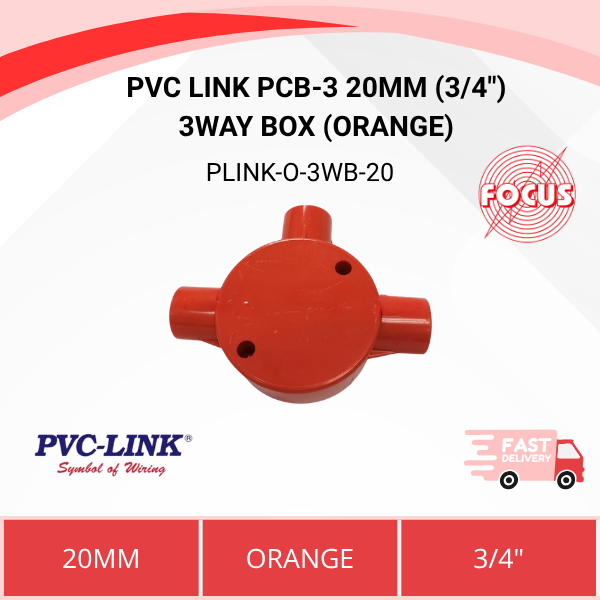 PVC LINK PCB-3 20MM (3/4")
3WAY BOX (ORANGE)
PLINK-O-3WB-20
FOCUS
PVC-LINK®
Symbol of Wiring
FAST
DELIVERY
20MM
ORANGE
3/4"